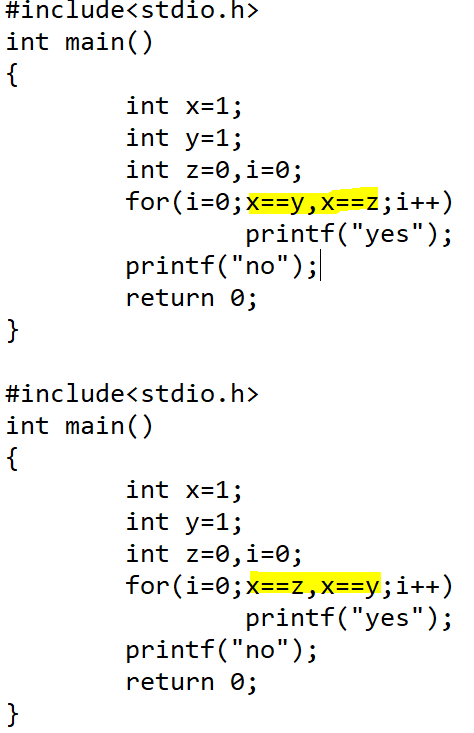 #include<stdio.h>
int main()
{
int x=1;
int y=1;
int z=0,i=0;
for(i=0;x==y,x==z;i++)
printf("yes");
printf("no");
return 0;
}
#include<stdio.h>
int main()
{
int x=1;
int y=1;
int z=0,i=0;
for(i=0;x==z,x==y;i++)
printf("yes");
printf("no");
return 0;
}